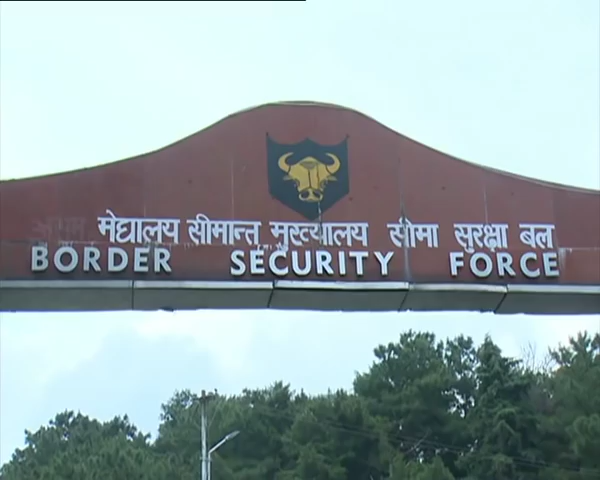 मेघालय सीमान्त मुख्यालय सीमा सुरक्षा बल
BORDER SECURITY FORCE